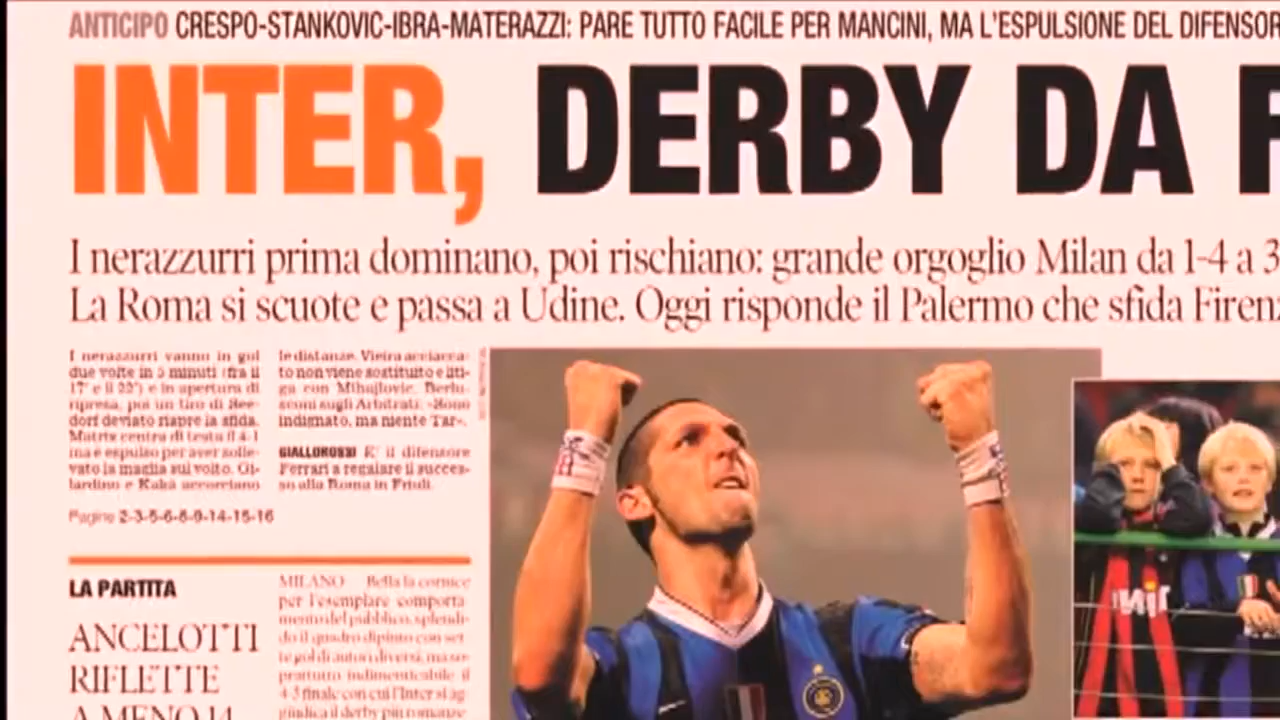 ANTICIPO CRESPO-STANKOVIC-IBRA-MATERAZZI: PARE TUTTO FACILE PER MANCINI, MA L'ESPULSIONE DEL DIFENSOR
INTER, DERBY DA
I nerazzurri prima dominano, poi rischiano: grande orgoglio Milan da 1-4 a 3
La Roma si scuote e passa a Udine. Oggi risponde il Palermo che sfida Firenz
I nerazzurri vanno in gol
due volte in 5 minuti (fra il
17' e il 22') e in apertura di
ripresa, poi un tiro di See-
dorf deviato riapre la sfida.
Matrix centra di testa il 4-1
ma è espulso per aver solle-
vato la maglia sul volto. Gi-
lardino e Kakà accorciano
le distanze. Vieira acciacca-
to non viene sostituito e liti-
ga con Mihajlovic. Berlu-
sconi sugli Arbitrati: «Sono
indignato, ma niente Tar».
GIALLOROSSI E' il difensore
Ferrari a regalare il succes-
so alla Roma in Friuli.
Pagine 2-3-5-6-8-9-14-15-16
LA PARTITA
ANCELOTTI
RIFLETTE
A MENO 14
MILANO Bella la cornice
per l'esemplare comporta-
mento del pubblico, splendi-
do il quadro dipinto con set-
te gol di autori diversi, ma so-
prattutto indimenticabile il
4-3 finale con cui l'Inter si ag-
giudica il derby più romanze-